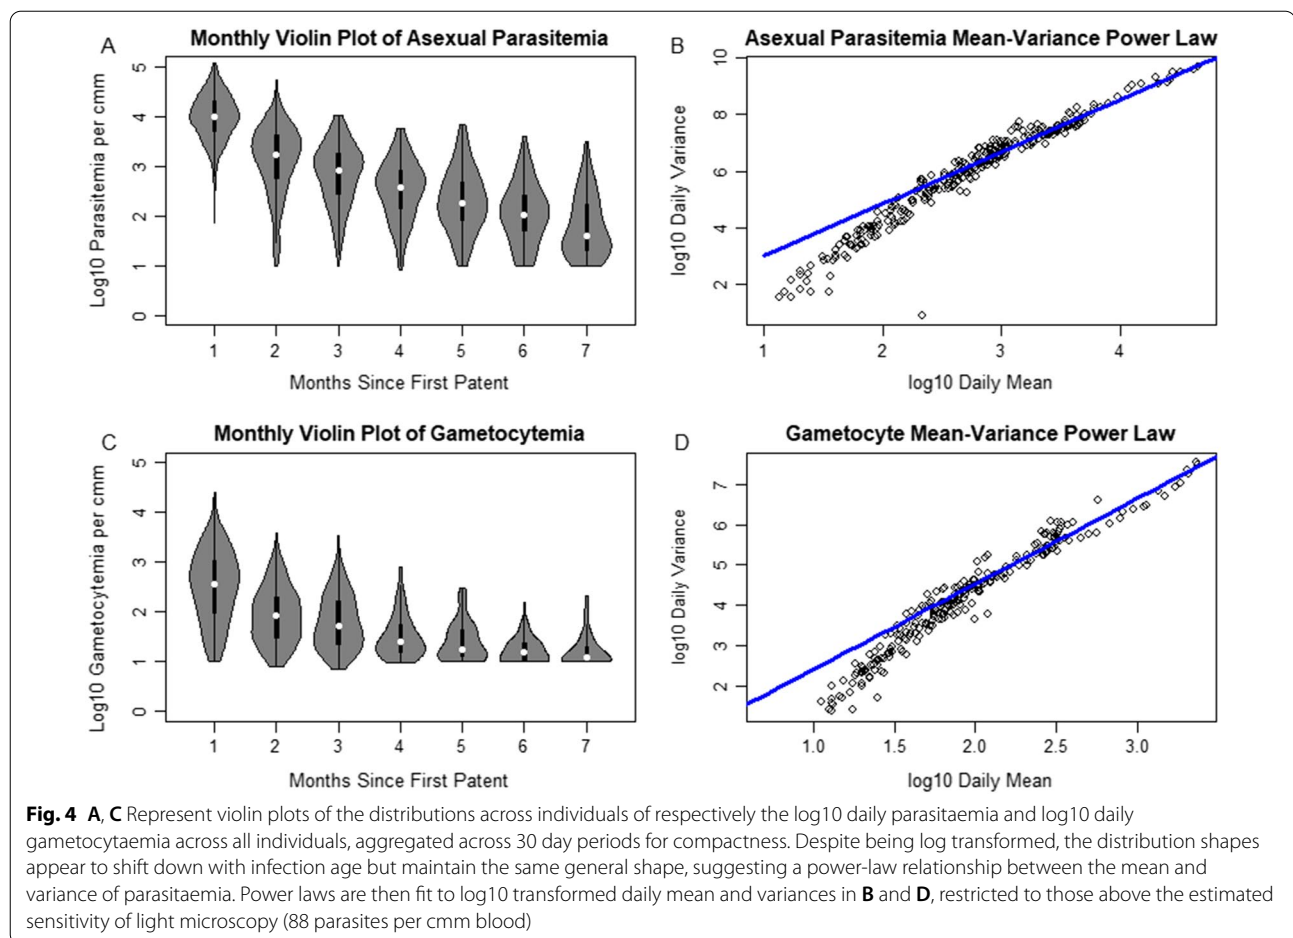 A
Monthly Violin Plot of Asexual Parasitemia
Log10 Parasitemia per cmm
5
4
3
2
1
0
1 2 3 4 5 6 7
Months Since First Patent
B
Asexual Parasitemia Mean-Variance Power Law
log10 Daily Variance
10
8
6
4
2
1 2 3 4
log10 Daily Mean
C
Monthly Violin Plot of Gametocytemia
Log10 Gametocytemia per cmm
5
4
3
2
1
0
1 2 3 4 5 6 7
Months Since First Patent
D
Gametocyte Mean-Variance Power Law
log10 Daily Variance
7
6
5
4
3
2
1.0 1.5 2.0 2.5 3.0
log10 Daily Mean
Fig. 4 A, C Represent violin plots of the distributions across individuals of respectively the log10 daily parasitaemia and log10 daily
gametocytaemia across all individuals, aggregated across 30 day periods for compactness. Despite being log transformed, the distribution shapes
appear to shift down with infection age but maintain the same general shape, suggesting a power-law relationship between the mean and
variance of parasitaemia. Power laws are then fit to log10 transformed daily mean and variances in B and D, restricted to those above the estimated
sensitivity of light microscopy (88 parasites per cmm blood)